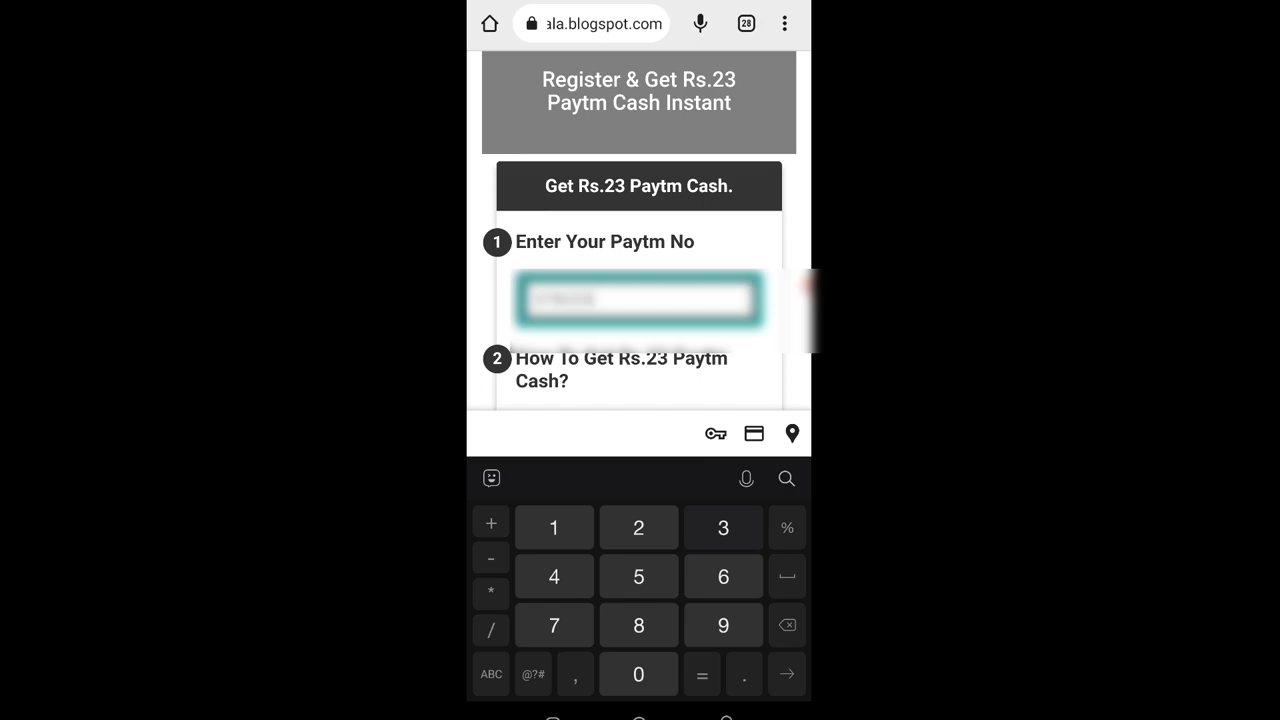 ala.blogspot.com
28
Register & Get Rs.23
Paytm Cash Instant
Get Rs.23 Paytm Cash.
1 Enter Your Paytm No
2 How To Get Rs.23 Paytm
Cash?
+ 1 2 3 %
- 4 5 6
* 7 8 9
/
ABC @?# , 0 = .